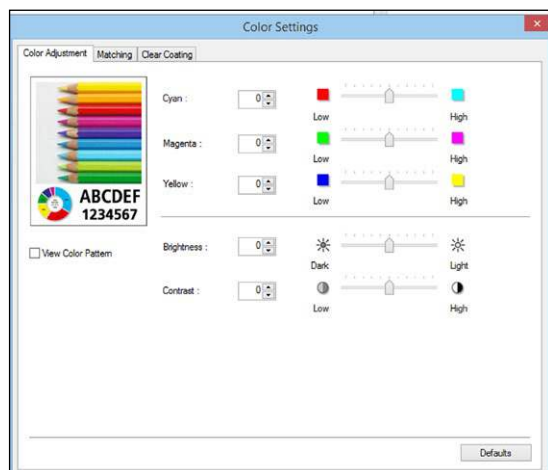 Color Settings
Color Adjustment Matching Clear Coating
Cyan : 0
Low High
Magenta : 0
Low High
Yellow : 0
Low High
ABCDEF
1234567
View Color Pattern
Brightness : 0
Dark Light
Contrast : 0
Low High
Defaults